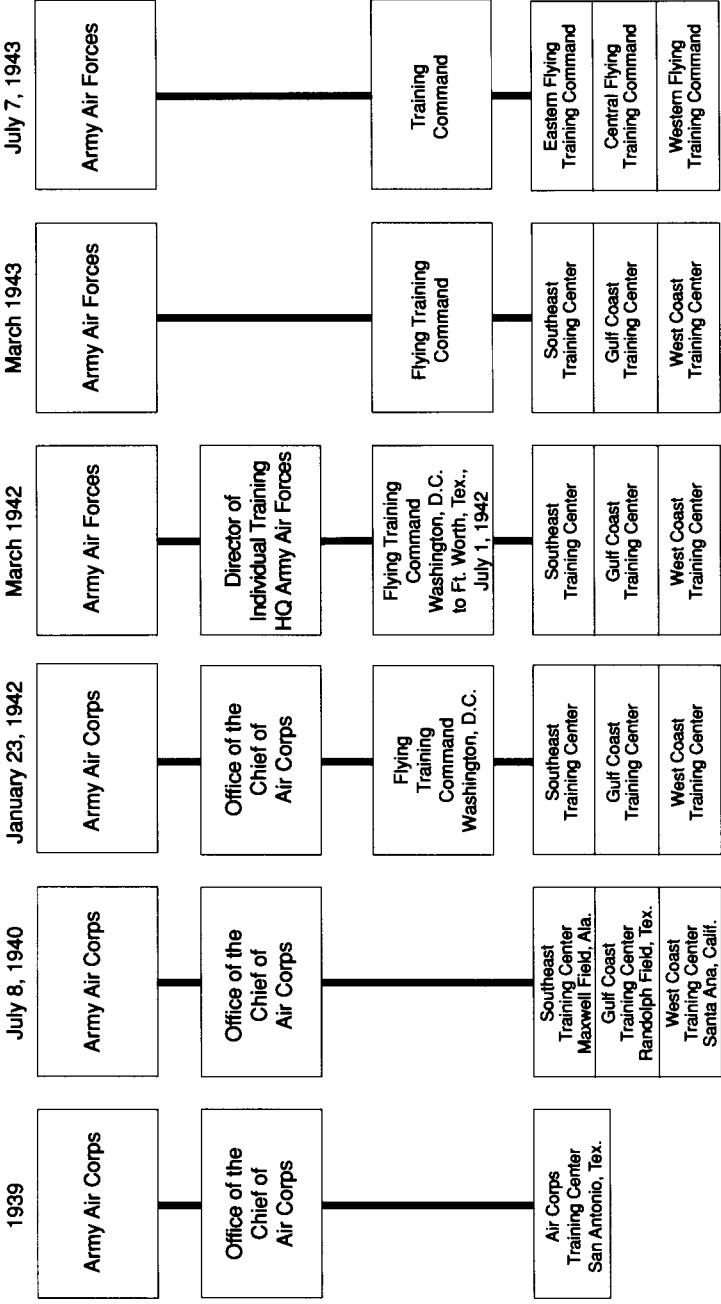 1939
Army Air Corps
Office of the
Chief of
Air Corps
Air Corps
Training Center
San Antonio, Tex.
July 8, 1940
Army Air Corps
Office of the
Chief of
Air Corps
Southeast
Training Center
Maxwell Field, Ala.
Gulf Coast
Training Center
Randolph Field, Tex.
West Coast
Training Center
Santa Ana, Calif.
January 23, 1942
Army Air Corps
Office of the
Chief of
Air Corps
Flying
Training
Command
Washington, D.C.
Southeast
Training Center
Gulf Coast
Training Center
West Coast
Training Center
March 1942
Army Air Forces
Director of
Individual Training
HQ Army Air Forces
Flying Training
Command
Washington, D.C.
to Ft. Worth, Tex.,
July 1, 1942
Southeast
Training Center
Gulf Coast
Training Center
West Coast
Training Center
March 1943
Army Air Forces
Flying Training
Command
Southeast
Training Center
Gulf Coast
Training Center
West Coast
Training Center
July 7, 1943
Army Air Forces
Training
Command
Eastern Flying
Training Command
Central Flying
Training Command
Western Flying
Training Command